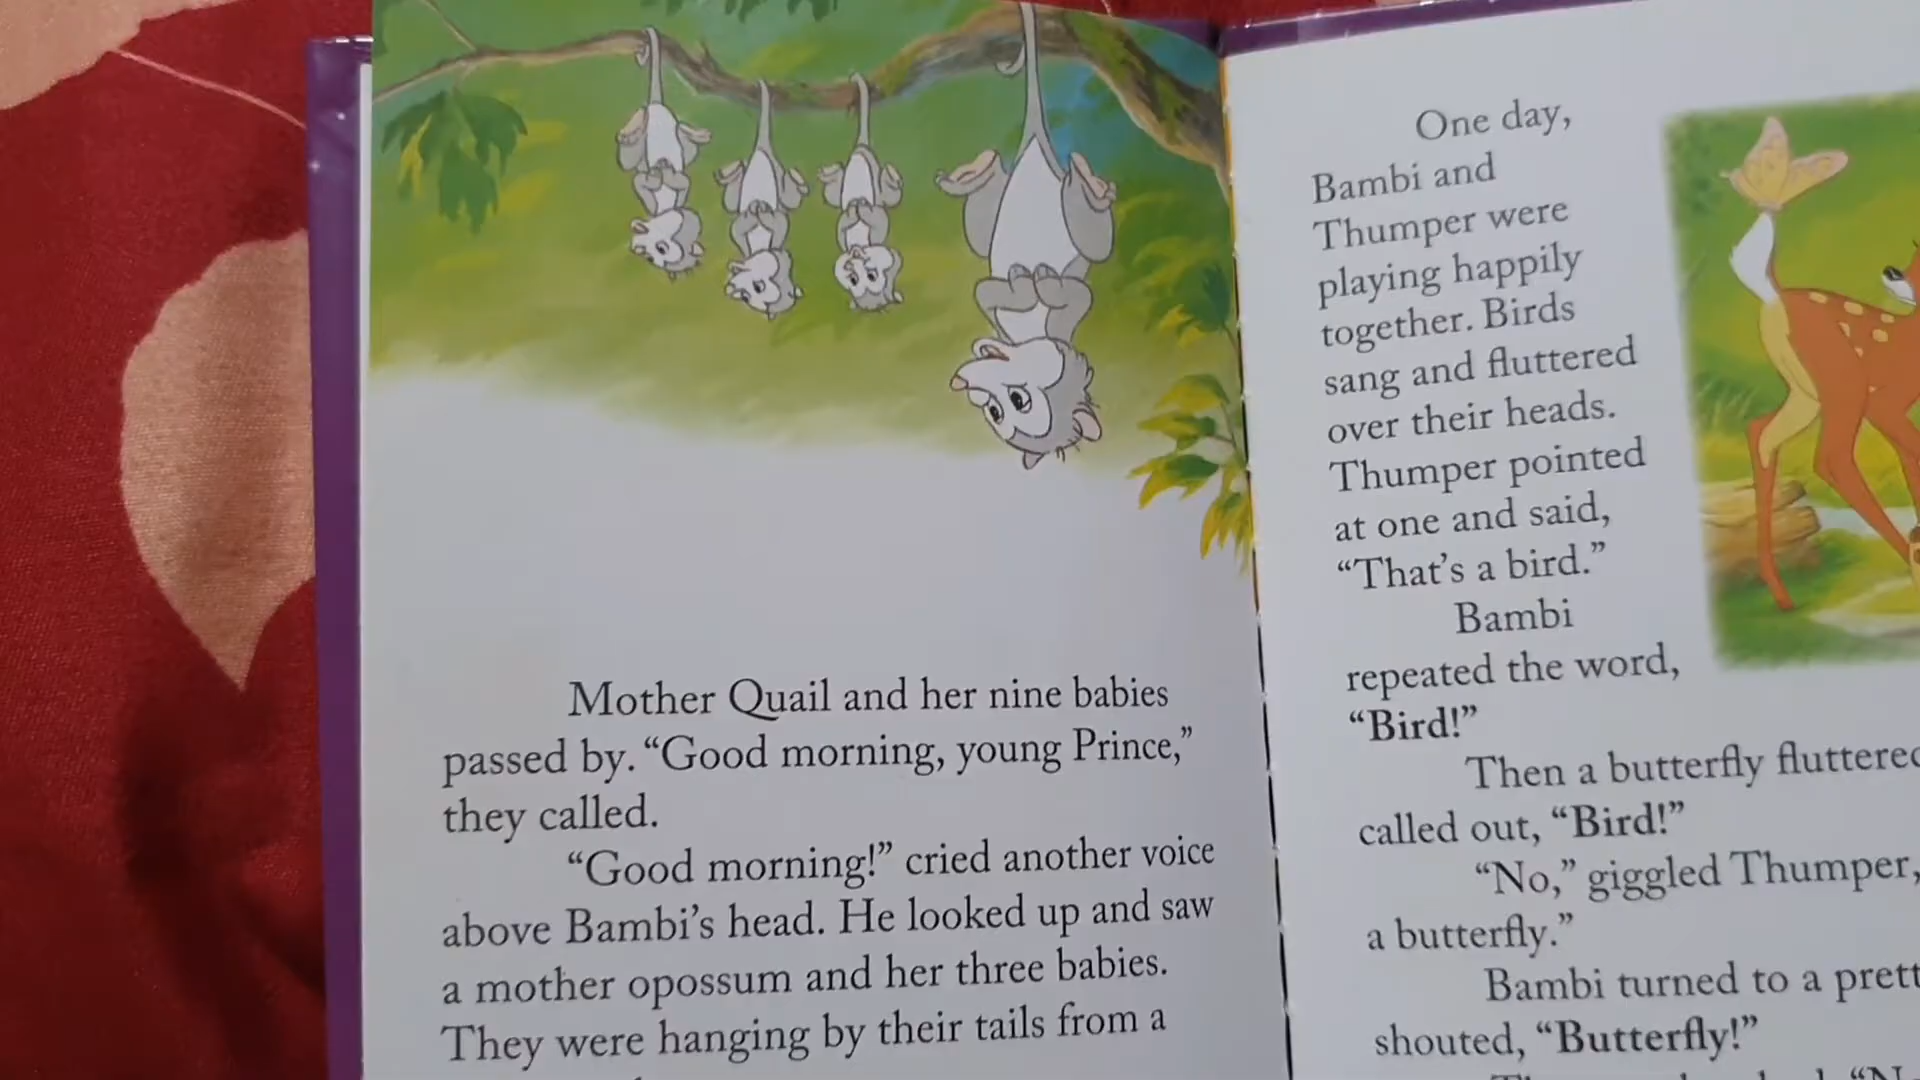 Mother Quail and her nine babies
passed by. “Good morning, young Prince,”
they called.
“Good morning!” cried another voice
above Bambi’s head. He looked up and saw
a mother opossum and her three babies.
They were hanging by their tails from a
One day,
Bambi and
Thumper were
playing happily
together. Birds
sang and fluttered
over their heads.
Thumper pointed
at one and said,
“That’s a bird.”
Bambi
repeated the word,
“Bird!”
Then a butterfly
called out, “Bird!”
“No,” giggled Thumper,
a butterfly.”
Bambi turned to a
shouted, “Butterfly!”